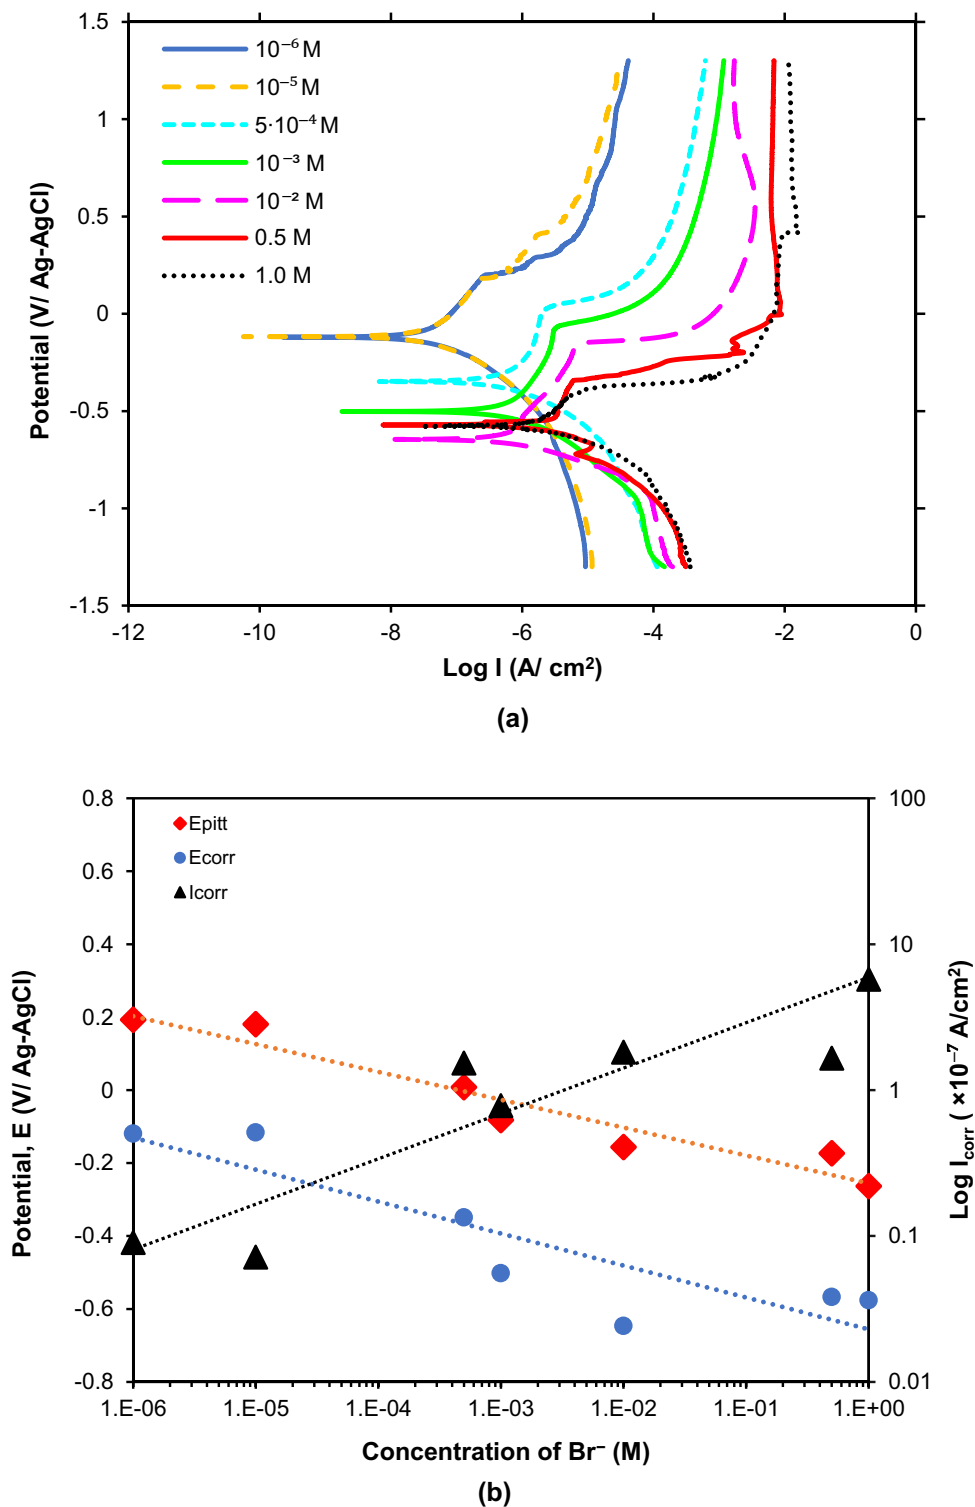 1.5
1
0.5
0
-0.5
-1
-1.5
Potential (V/ Ag-AgCl)
10⁻⁶ M
10⁻⁵ M
5·10⁻⁴ M
10⁻³ M
10⁻² M
0.5 M
1.0 M
-12 -10 -8 -6 -4 -2 0
Log I (A/ cm²)
(a)
0.8
0.6
0.4
0.2
0
-0.2
-0.4
-0.6
-0.8
Potential, E (V/ Ag-AgCl)
Epitt
Ecorr
Icorr
100
10
1
0.1
0.01
Log I_corr ( ×10⁻⁷ A/cm²)
1.E-06 1.E-05 1.E-04 1.E-03 1.E-02 1.E-01 1.E+00
Concentration of Br⁻ (M)
(b)